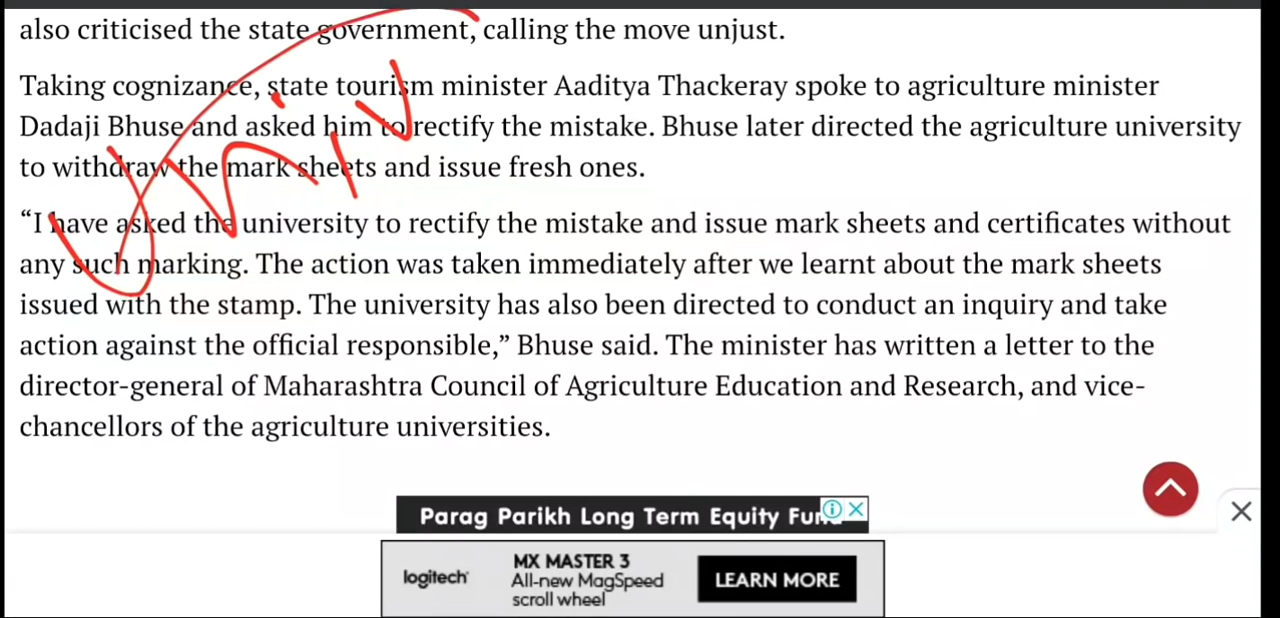 also criticised the state government, calling the move unjust.
Taking cognizance, state tourism minister Aaditya Thackeray spoke to agriculture minister
Dadaji Bhuse and asked him to rectify the mistake. Bhuse later directed the agriculture university
to withdraw the mark sheets and issue fresh ones.
Univ
“I have asked the university to rectify the mistake and issue mark sheets and certificates without
any such marking. The action was taken immediately after we learnt about the mark sheets
issued with the stamp. The university has also been directed to conduct an inquiry and take
action against the official responsible,” Bhuse said. The minister has written a letter to the
director-general of Maharashtra Council of Agriculture Education and Research, and vice-
chancellors of the agriculture universities.
Parag Parikh Long Term Equity
logitech
MX MASTER 3
All-new MagSpeed
scroll wheel
LEARN MORE